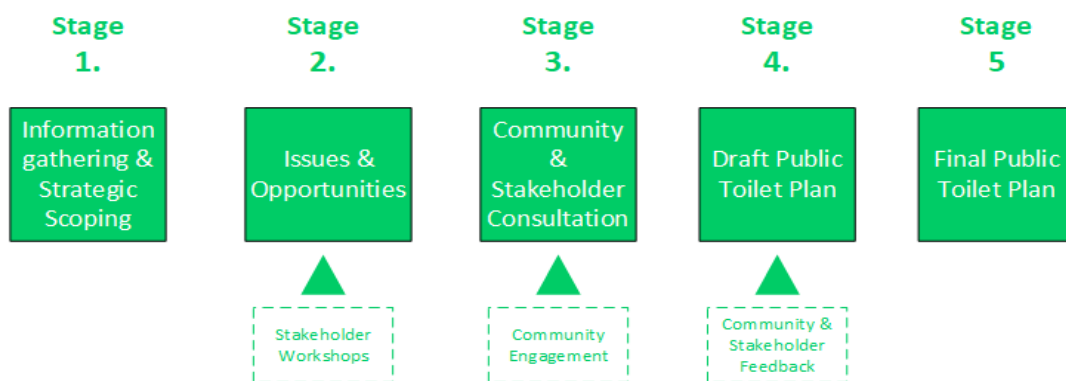 Stage
1.
Stage
2.
Stage
3.
Stage
4.
Stage
5
Information
gathering &
Strategic
Scoping
Issues &
Opportunities
Community
&
Stakeholder
Consultation
Draft Public
Toilet Plan
Final Public
Toilet Plan
Stakeholder
Workshops
Community
Engagement
Community &
Stakeholder
Feedback